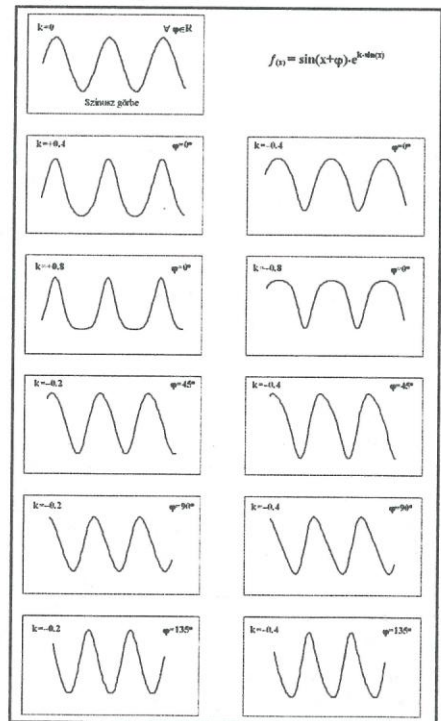 k=0 ∀ φ∈R
Szinusz görbe
f(x) = sin(x+φ)·e^k·sin(x)
k=+0.4 φ=0°
k=−0.4 φ=0°
k=+0.8 φ=0°
k=−0.8 φ=0°
k=−0.2 φ=45°
k=−0.4 φ=45°
k=−0.2 φ=90°
k=−0.4 φ=90°
k=−0.2 φ=135°
k=−0.4 φ=135°